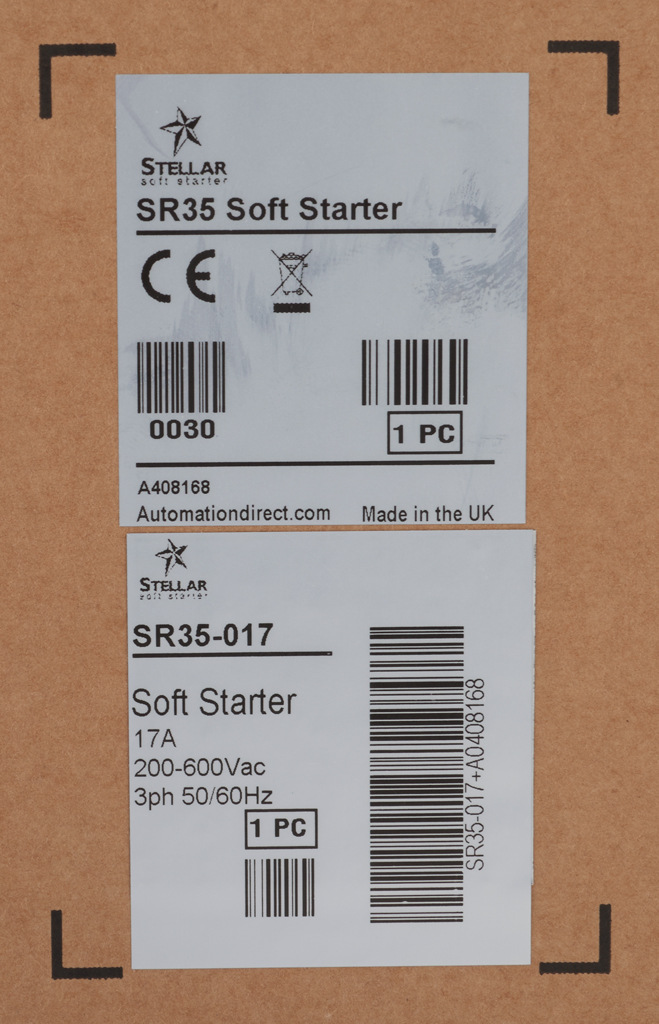 STELLAR
soft starter
SR35 Soft Starter
CE
0030
1 PC
A408168
Automationdirect.com Made in the UK
STELLAR
soft starter
SR35-017
Soft Starter
17A
200-600Vac
3ph 50/60Hz
1 PC
SR35-017+A0408168